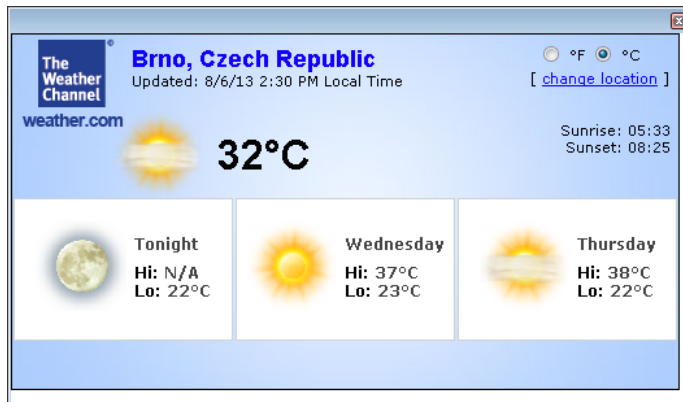 The
Weather
Channel
®
weather.com
Brno, Czech Republic
Updated: 8/6/13 2:30 PM Local Time
°F °C
[ change location ]
32°C
Sunrise: 05:33
Sunset: 08:25
Tonight
Hi: N/A
Lo: 22°C
Wednesday
Hi: 37°C
Lo: 23°C
Thursday
Hi: 38°C
Lo: 22°C